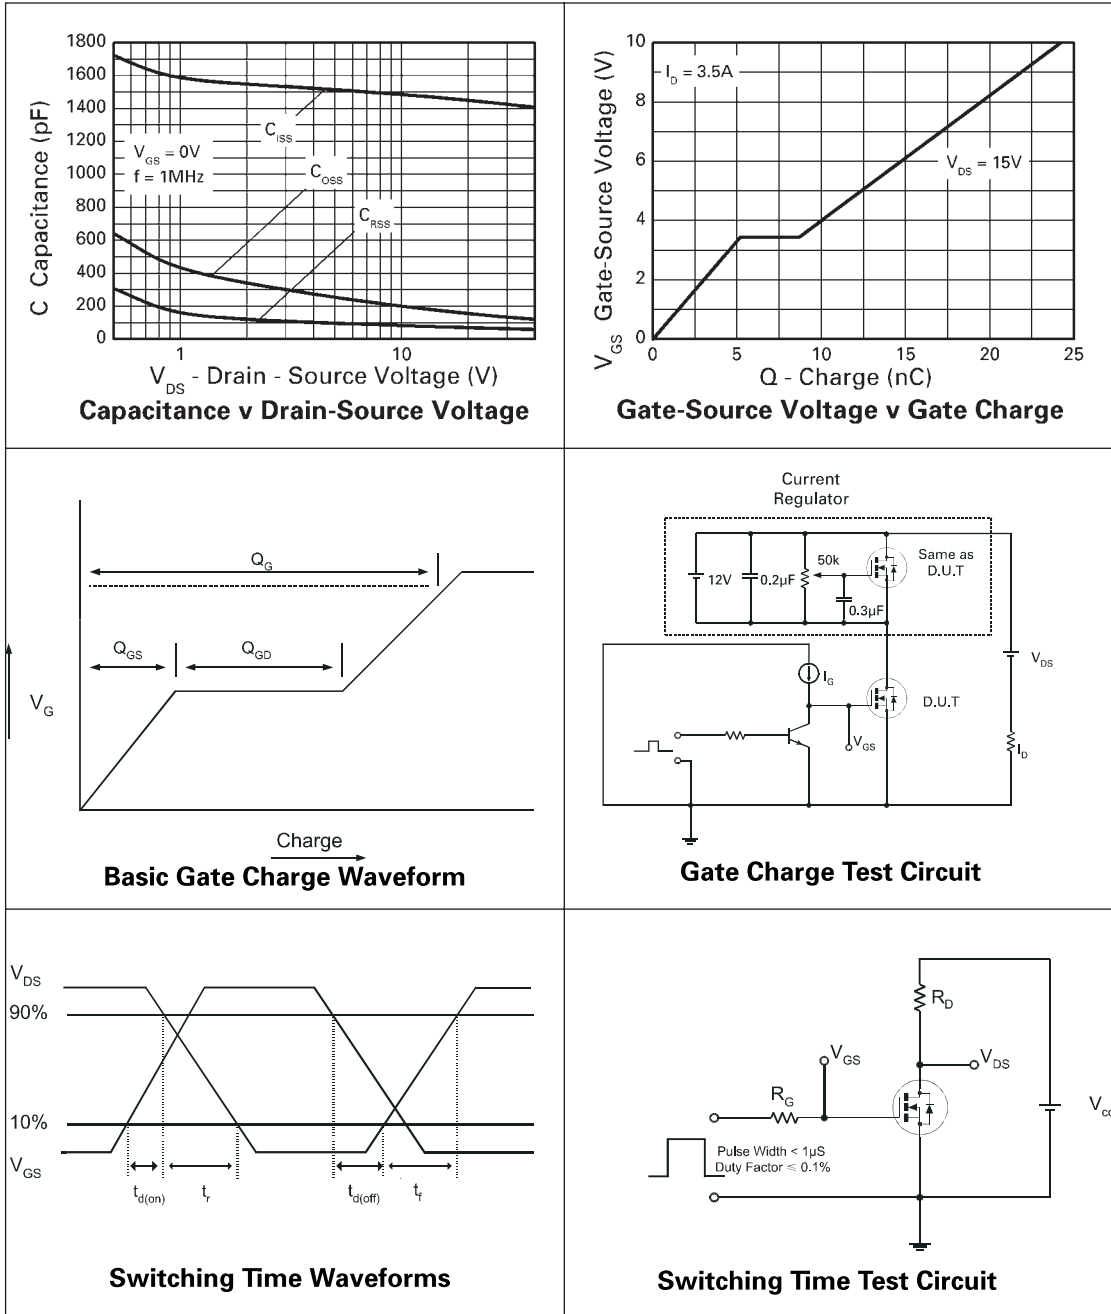 1800
1600
1400
1200
1000
800
600
400
200
0
C Capacitance (pF)
VGS = 0V
f = 1MHz
CISS
COSS
CRSS
1
10
VDS - Drain - Source Voltage (V)
Capacitance v Drain-Source Voltage
10
8
6
4
2
0
VGS Gate-Source Voltage (V)
ID = 3.5A
VDS = 15V
0 5 10 15 20 25
Q - Charge (nC)
Gate-Source Voltage v Gate Charge
QG
QGS
QGD
VG
Charge
Basic Gate Charge Waveform
Current
Regulator
12V
0.2µF
50k
0.3µF
Same as
D.U.T
IG
VDS
D.U.T
VGS
ID
Gate Charge Test Circuit
VDS
90%
10%
VGS
td(on)
tr
td(off)
tf
Switching Time Waveforms
RD
VGS
VDS
RG
Pulse Width < 1µS
Duty Factor ≤ 0.1%
Switching Time Test Circuit